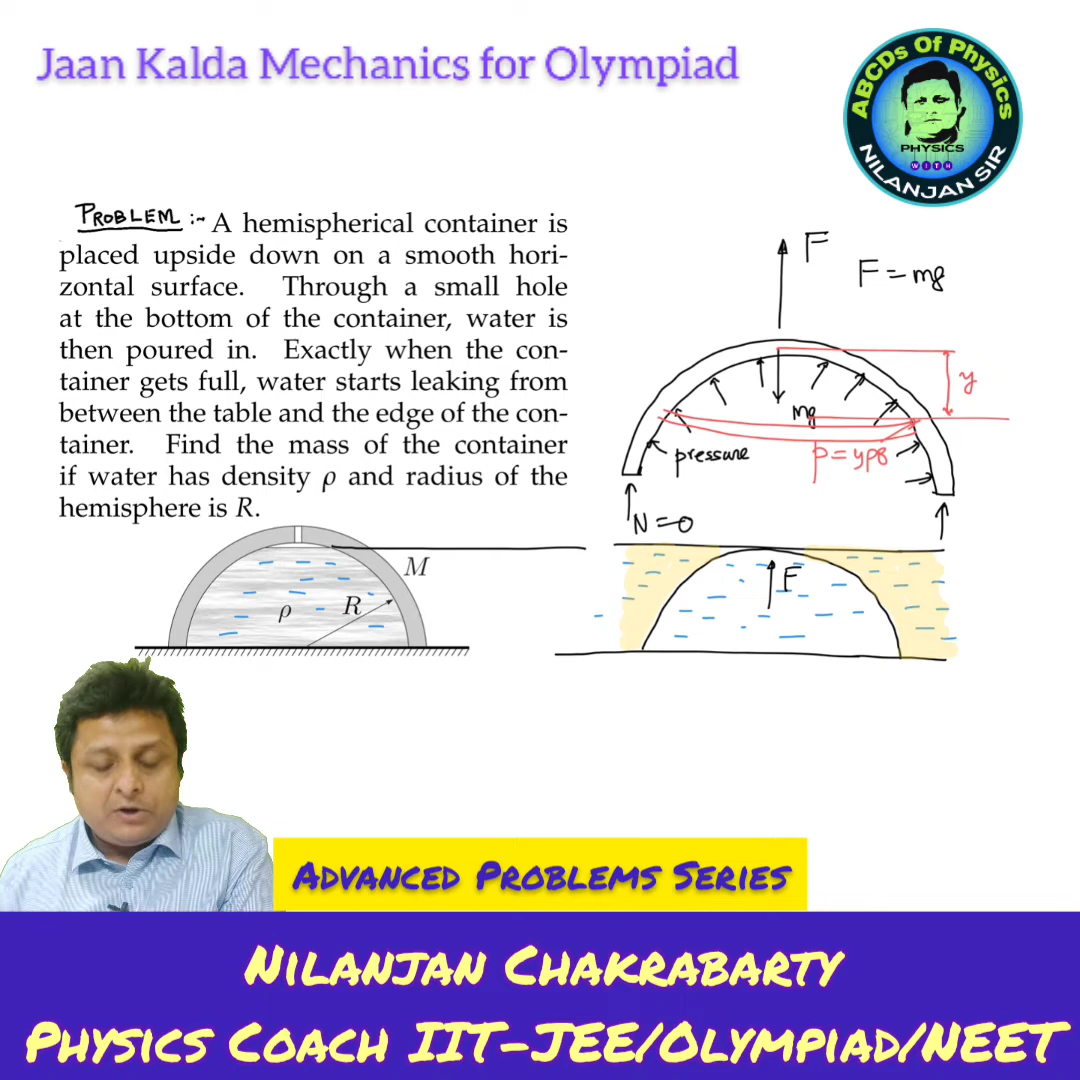 Jaan Kalda Mechanics for Olympiad
ABCDs Of Physics
PHYSICS
WITH
NILANJAN SIR
PROBLEM :~ A hemispherical container is
placed upside down on a smooth hori-
zontal surface. Through a small hole
at the bottom of the container, water is
then poured in. Exactly when the con-
tainer gets full, water starts leaking from
between the table and the edge of the con-
tainer. Find the mass of the container
if water has density ρ and radius of the
hemisphere is R.
F
F = mg
y
mg
pressure
P = yρg
N = 0
M
ρ
R
F
ADVANCED PROBLEMS SERIES
NILANJAN CHAKRABARTY
PHYSICS COACH IIT-JEE/OLYMPIAD/NEET